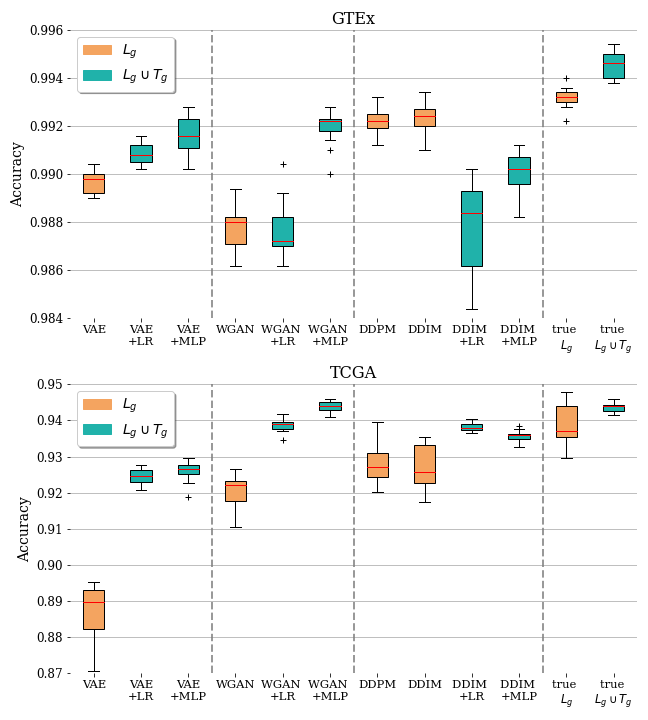 GTEx
L_g
L_g ∪ T_g
Accuracy
0.996
0.994
0.992
0.990
0.988
0.986
0.984
VAE VAE VAE WGAN WGAN WGAN DDPM DDIM DDIM DDIM true true
+LR +MLP +LR +MLP +LR +MLP L_g L_g ∪ T_g
TCGA
L_g
L_g ∪ T_g
Accuracy
0.95
0.94
0.93
0.92
0.91
0.90
0.89
0.88
0.87
VAE VAE VAE WGAN WGAN WGAN DDPM DDIM DDIM DDIM true true
+LR +MLP +LR +MLP +LR +MLP L_g L_g ∪ T_g